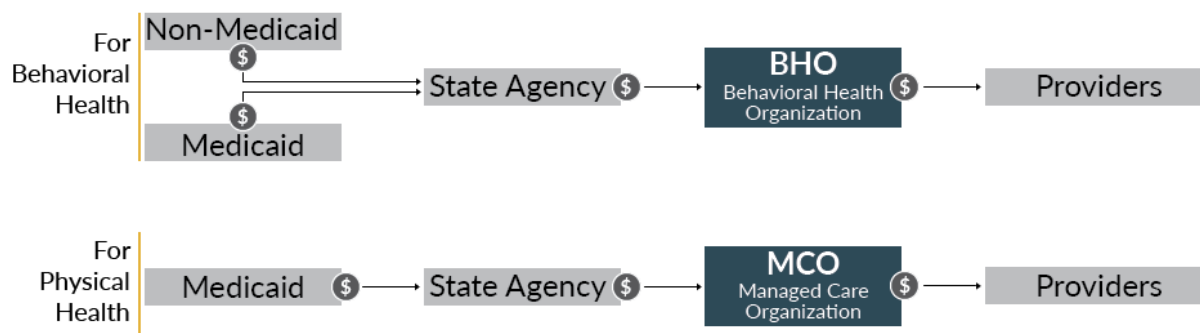 For
Behavioral
Health
Non-Medicaid
$
$
Medicaid
State Agency $
BHO
Behavioral Health
Organization
$
Providers
For
Physical
Health
Medicaid $
State Agency $
MCO
Managed Care
Organization
$
Providers